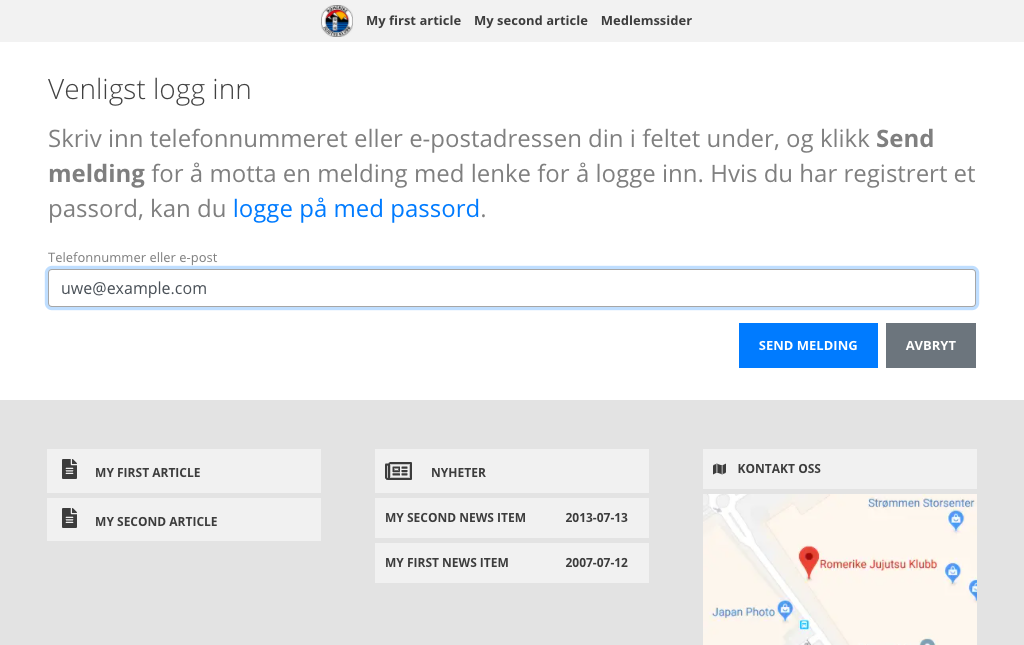 My first article My second article Medlemssider
Venligst logg inn
Skriv inn telefonnummeret eller e-postadressen din i feltet under, og klikk Send
melding for å motta en melding med lenke for å logge inn. Hvis du har registrert et
passord, kan du logge på med passord.
Telefonnummer eller e-post
uwe@example.com
SEND MELDING AVBRYT
MY FIRST ARTICLE
MY SECOND ARTICLE
NYHETER
MY SECOND NEWS ITEM 2013-07-13
MY FIRST NEWS ITEM 2007-07-12
KONTAKT OSS
Strømmen Storsenter
Romerike Jujutsu Klubb
Japan Photo